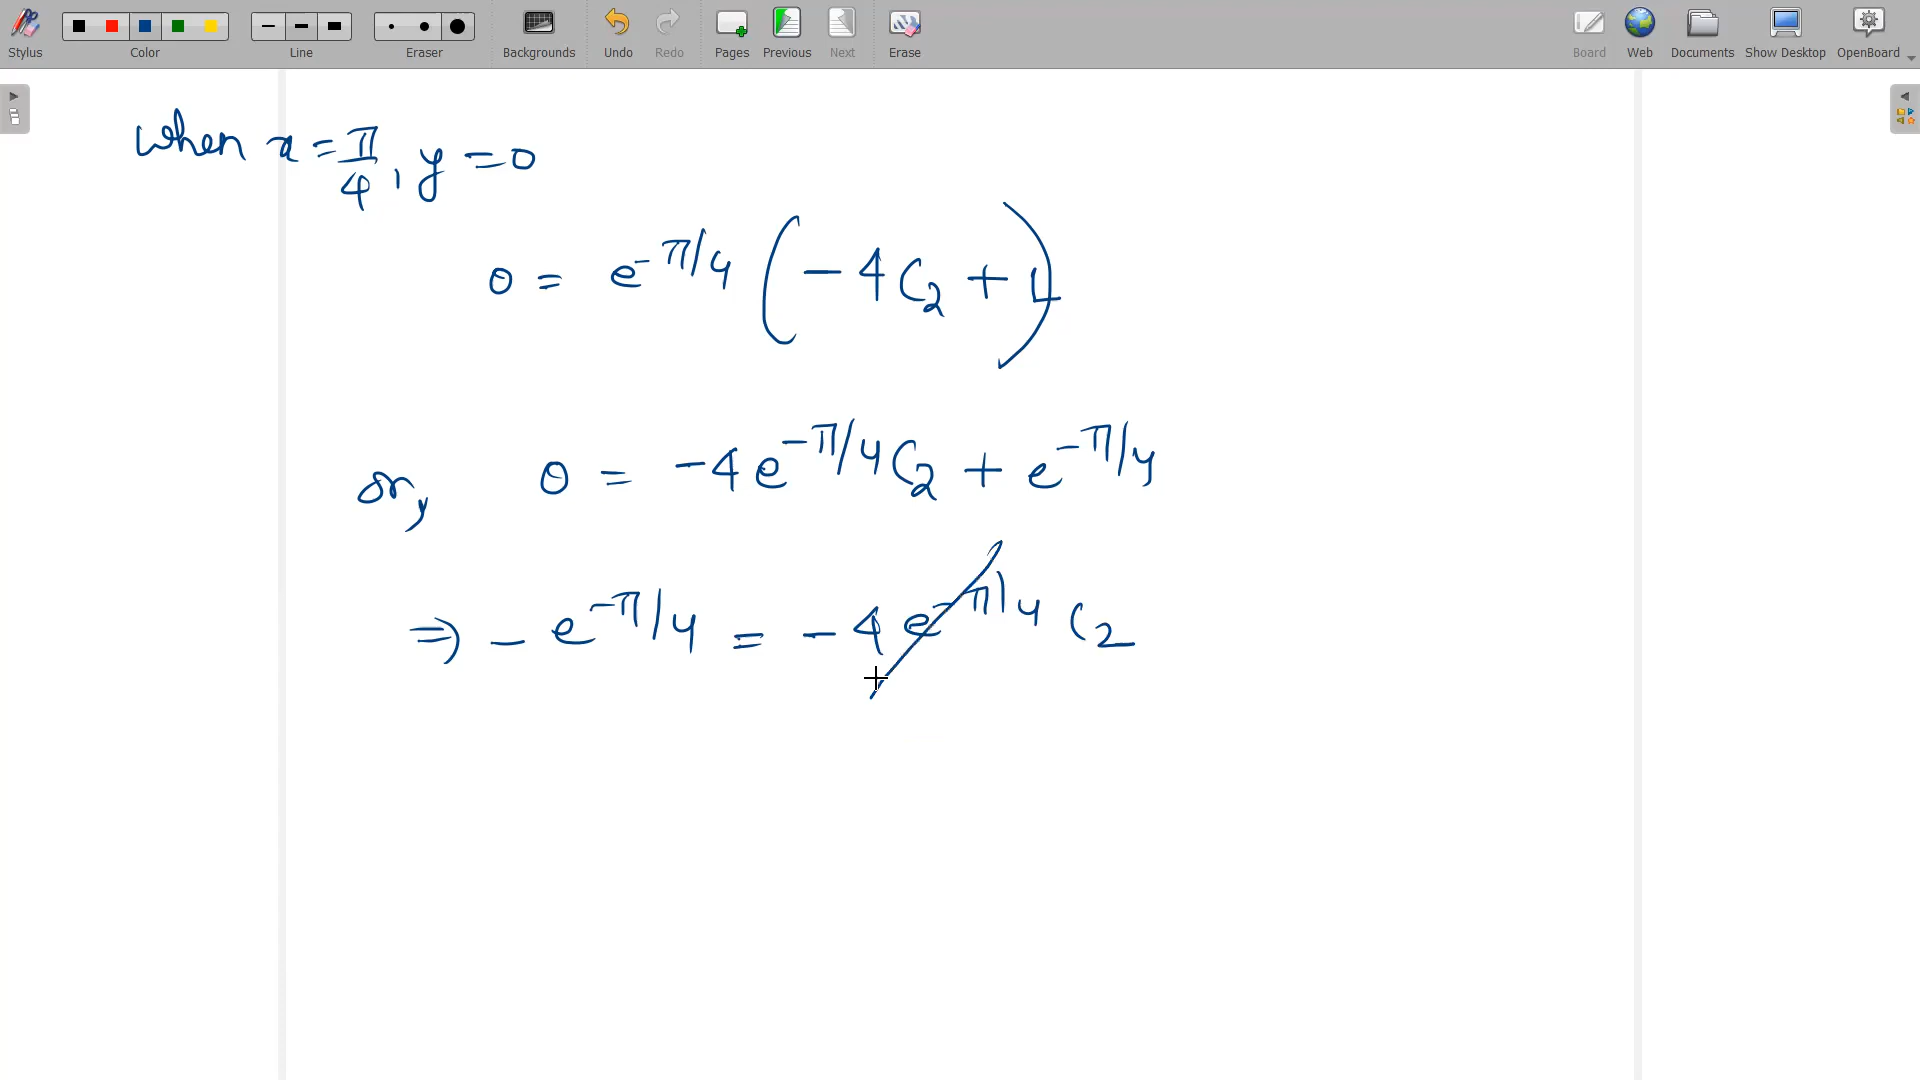 Stylus Color Line Eraser Backgrounds Undo Redo Pages Previous Next Erase Board Web Documents Show Desktop OpenBoard
when x = π/4, y = 0
0 = e^{-π/4} (-4C₂ + 1)
or, 0 = -4e^{-π/4}C₂ + e^{-π/4}
⇒ - e^{-π/4} = - 4 e^{-π/4} C₂